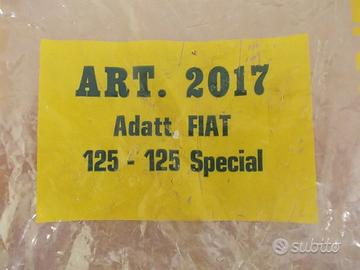 ART. 2017
Adatt. FIAT
125 - 125 Special
subito